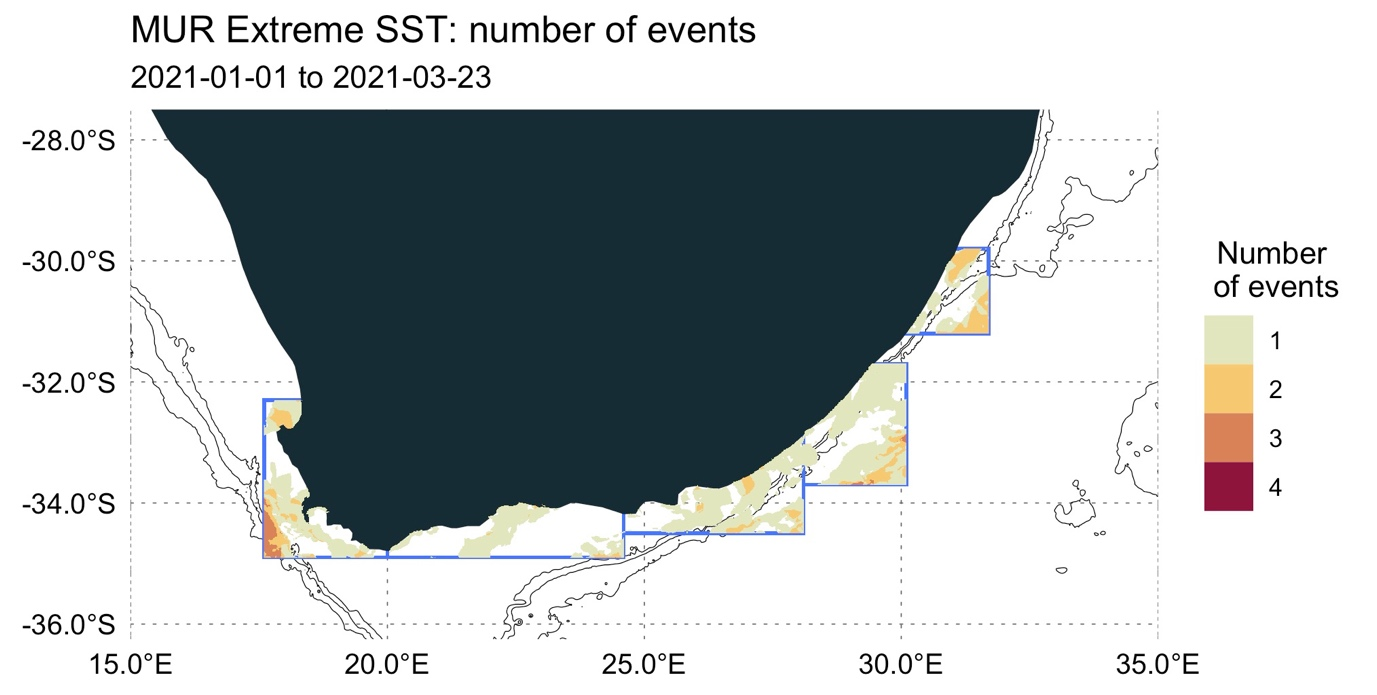 MUR Extreme SST: number of events
2021-01-01 to 2021-03-23
-28.0°S
-30.0°S
-32.0°S
-34.0°S
-36.0°S
15.0°E
20.0°E
25.0°E
30.0°E
35.0°E
Number
of events
1
2
3
4